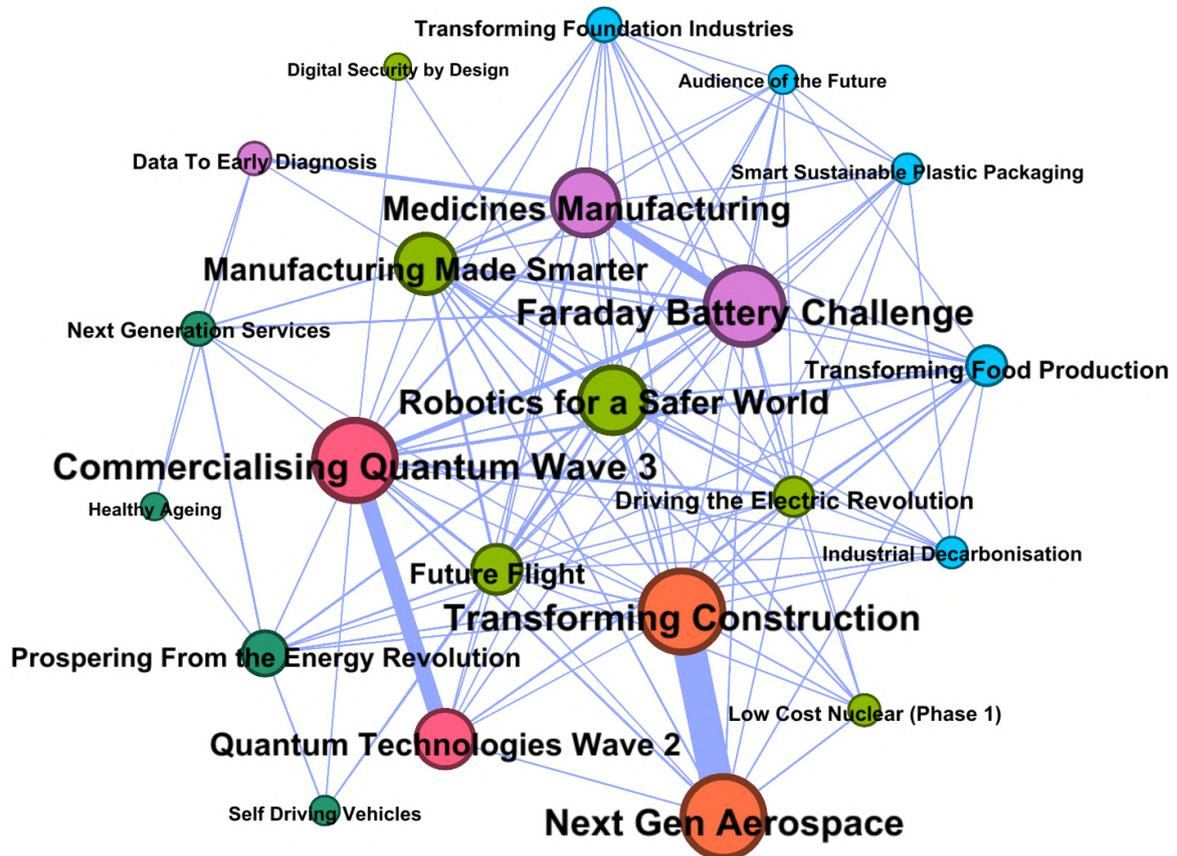 Transforming Foundation Industries
Digital Security by Design
Audience of the Future
Data To Early Diagnosis
Smart Sustainable Plastic Packaging
Medicines Manufacturing
Manufacturing Made Smarter
Faraday Battery Challenge
Next Generation Services
Transforming Food Production
Robotics for a Safer World
Commercialising Quantum Wave 3
Driving the Electric Revolution
Healthy Ageing
Industrial Decarbonisation
Future Flight
Transforming Construction
Prospering From the Energy Revolution
Low Cost Nuclear (Phase 1)
Quantum Technologies Wave 2
Self Driving Vehicles
Next Gen Aerospace